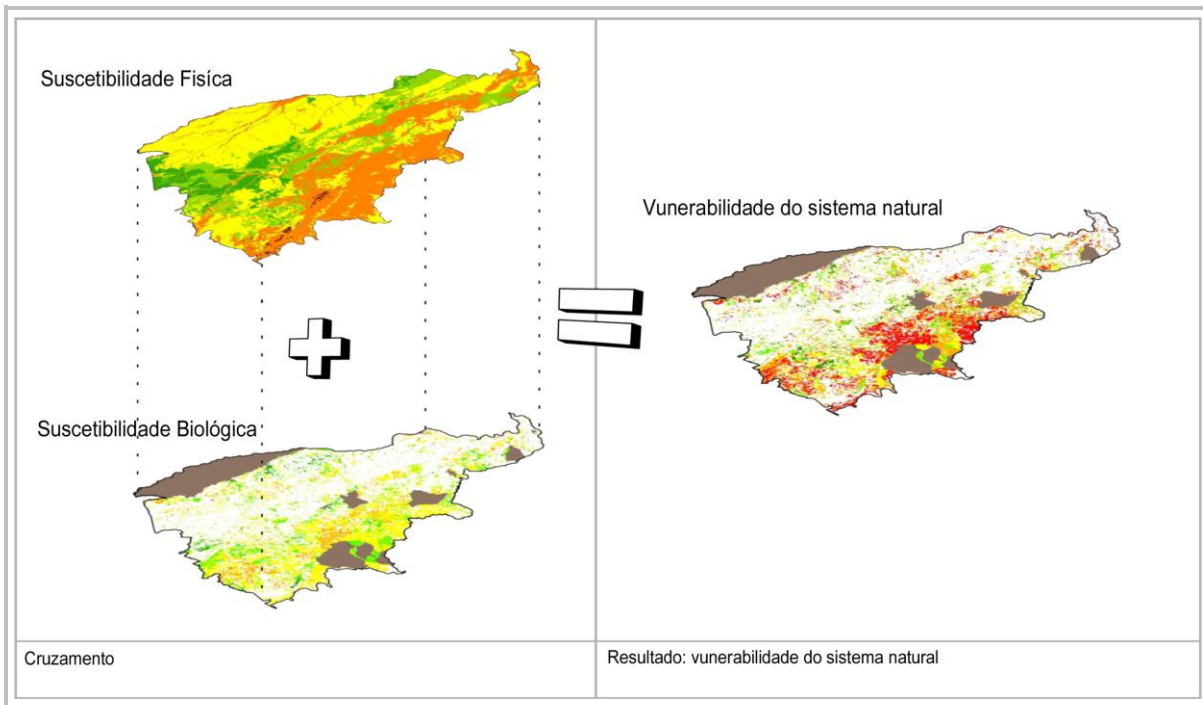 Suscetibilidade Fisíca
Suscetibilidade Biológica
Vunerabilidade do sistema natural
Cruzamento
Resultado: vunerabilidade do sistema natural